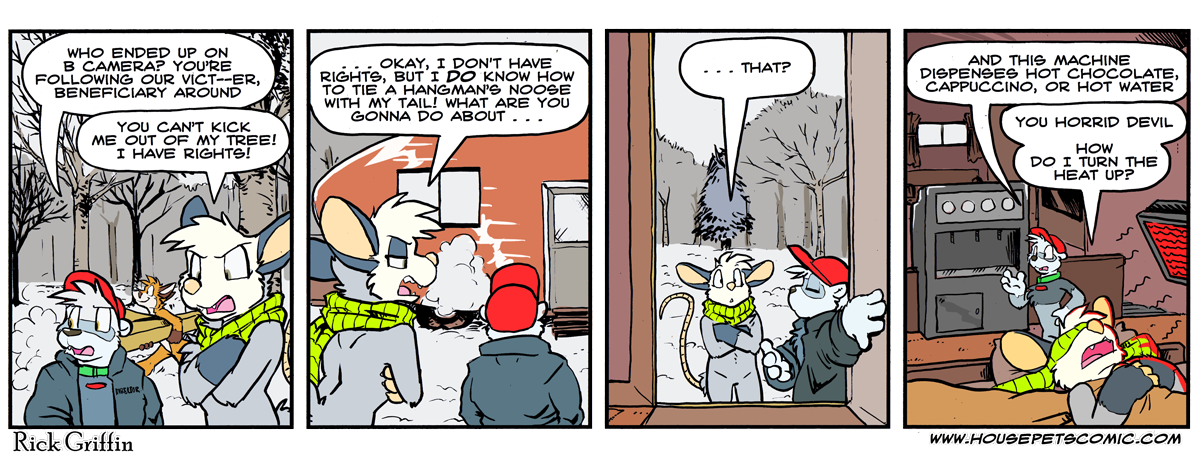 WHO ENDED UP ON
B CAMERA? YOU'RE
FOLLOWING OUR VICT--ER,
BENEFICIARY AROUND
YOU CAN'T KICK
ME OUT OF MY TREE!
I HAVE RIGHTS!
. . . OKAY, I DON'T HAVE
RIGHTS, BUT I DO KNOW HOW
TO TIE A HANGMAN'S NOOSE
WITH MY TAIL! WHAT ARE YOU
GONNA DO ABOUT . . .
. . . THAT?
AND THIS MACHINE
DISPENSES HOT CHOCOLATE,
CAPPUCCINO, OR HOT WATER
YOU HORRID DEVIL
HOW
DO I TURN THE
HEAT UP?
Rick Griffin
WWW.HOUSEPETSCOMIC.COM